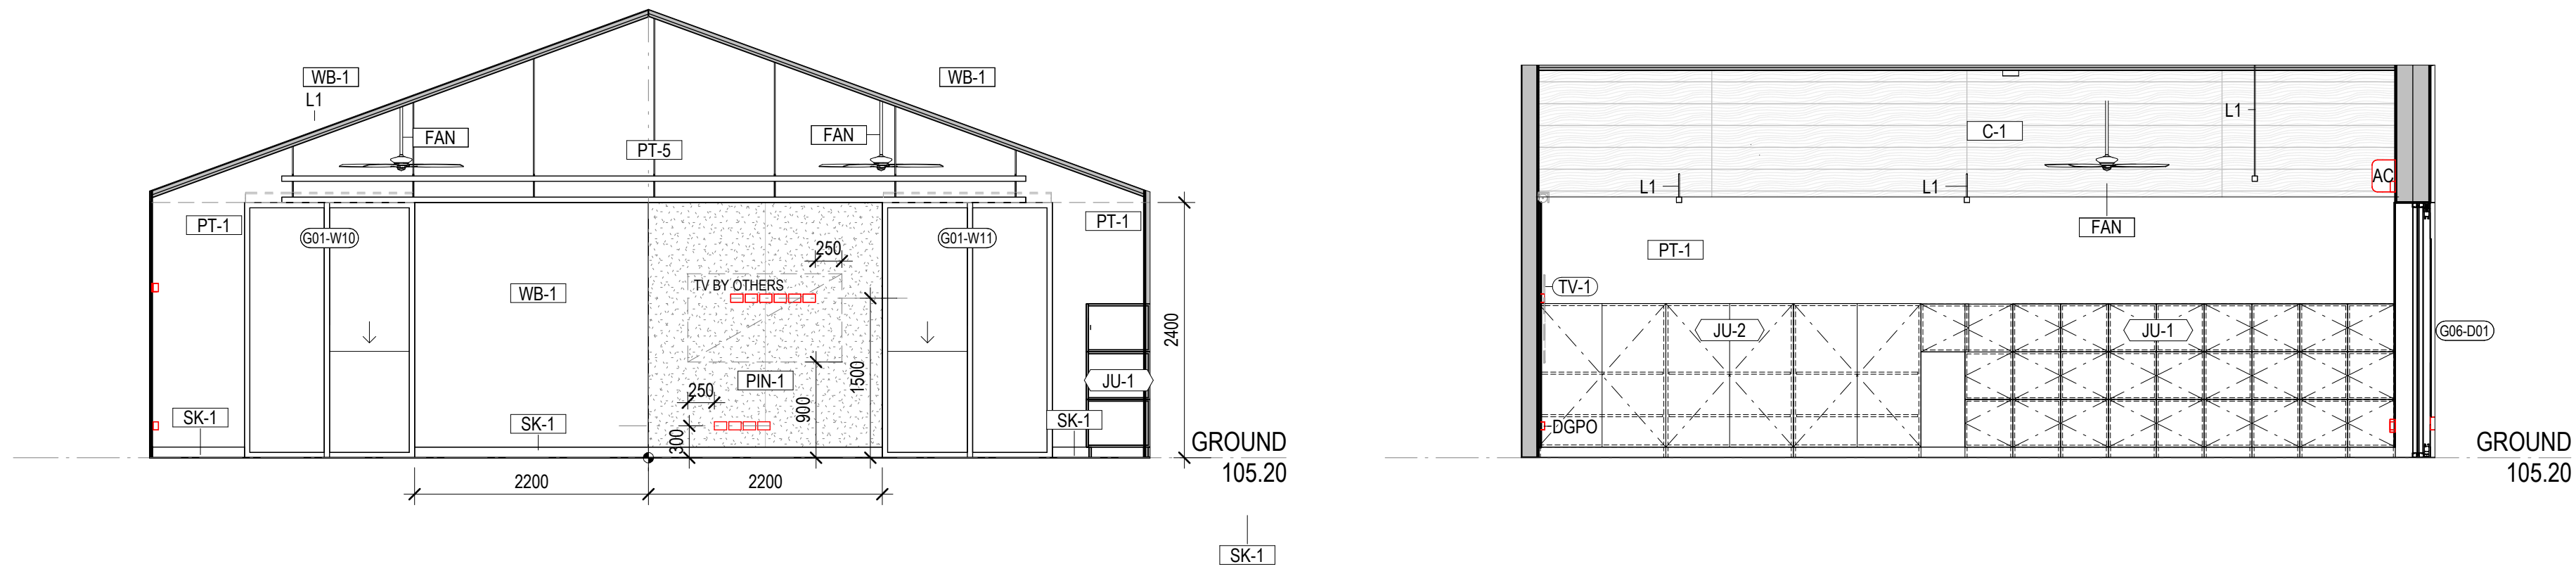 WB-1
L1
WB-1
FAN
FAN
PT-5
PT-1
G01-W10
G01-W11
PT-1
250
TV BY OTHERS
WB-1
2400
1500
PIN-1
JU-1
250
900
SK-1
SK-1
SK-1
300
GROUND
105.20
2200
2200
SK-1
L1
C-1
AC
L1
L1
FAN
PT-1
TV-1
JU-2
JU-1
G06-D01
DGPO
GROUND
105.20